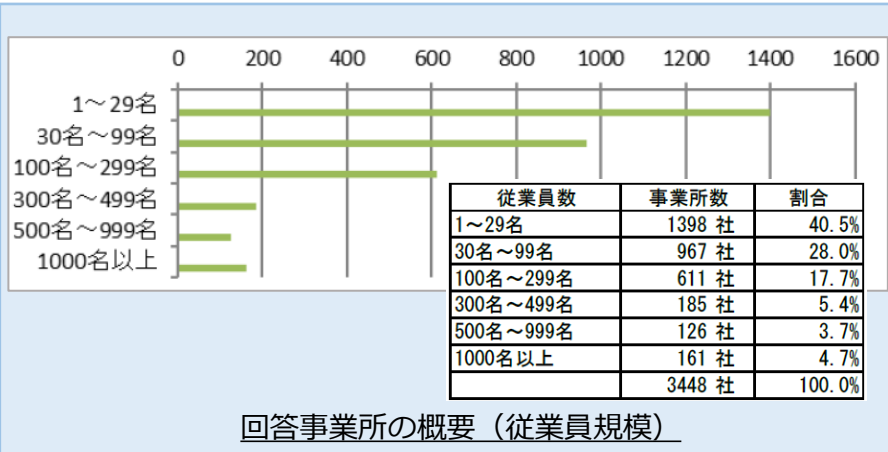 0 200 400 600 800 1000 1200 1400 1600
1～29名
30名～99名
100名～299名
300名～499名
500名～999名
1000名以上
従業員数 事業所数 割合
1～29名 1398 社 40.5%
30名～99名 967 社 28.0%
100名～299名 611 社 17.7%
300名～499名 185 社 5.4%
500名～999名 126 社 3.7%
1000名以上 161 社 4.7%
3448 社 100.0%
回答事業所の概要（従業員規模）